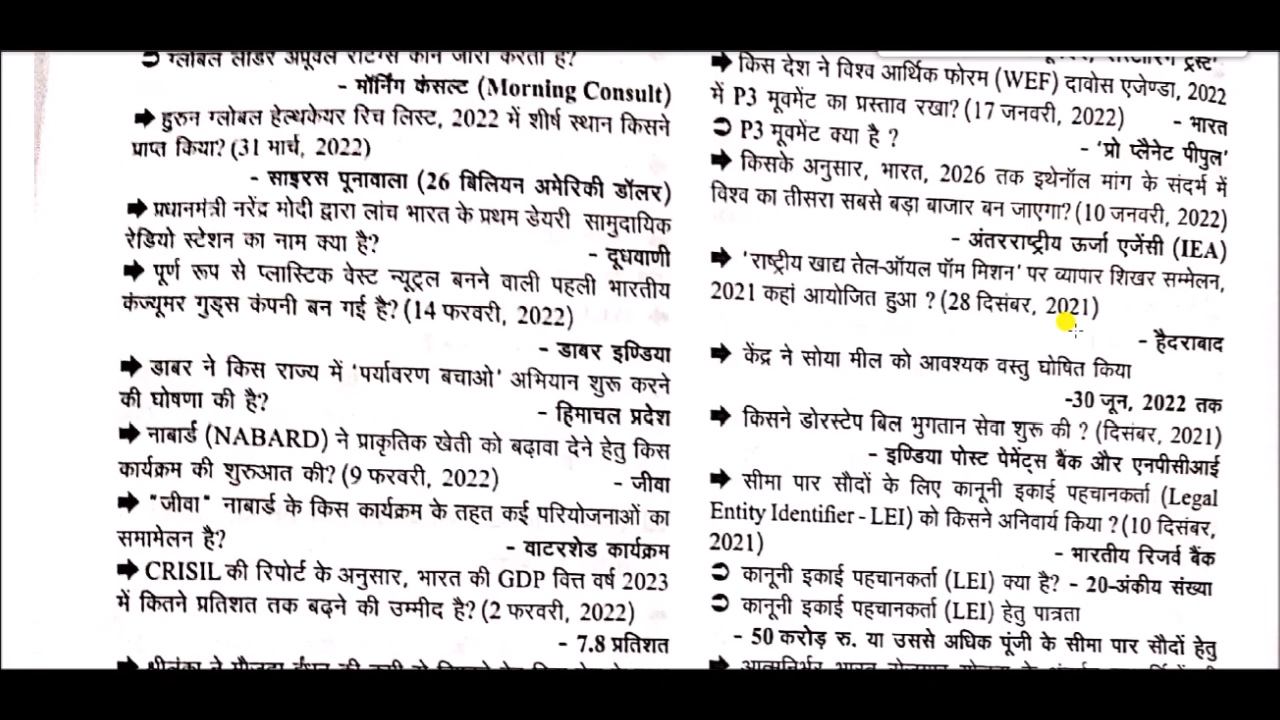 ग्लोबल लीडर अप्रूवल रेटिंग्स कौन जारी करता है?
- मॉर्निंग कंसल्ट (Morning Consult)
हुरुन ग्लोबल हेल्थकेयर रिच लिस्ट, 2022 में शीर्ष स्थान किसने
प्राप्त किया? (31 मार्च, 2022)
- साइरस पूनावाला (26 बिलियन अमेरिकी डॉलर)
प्रधानमंत्री नरेंद्र मोदी द्वारा लांच भारत के प्रथम डेयरी सामुदायिक
रेडियो स्टेशन का नाम क्या है?
- दूधवाणी
पूर्ण रूप से प्लास्टिक वेस्ट न्यूट्रल बनने वाली पहली भारतीय
कंज्यूमर गुड्स कंपनी बन गई है? (14 फरवरी, 2022)
- डाबर इण्डिया
डाबर ने किस राज्य में 'पर्यावरण बचाओ' अभियान शुरू करने
की घोषणा की है?
- हिमाचल प्रदेश
नाबार्ड (NABARD) ने प्राकृतिक खेती को बढ़ावा देने हेतु किस
कार्यक्रम की शुरुआत की? (9 फरवरी, 2022)
- जीवा
"जीवा" नाबार्ड के किस कार्यक्रम के तहत कई परियोजनाओं का
समामेलन है?
- वाटरशेड कार्यक्रम
CRISIL की रिपोर्ट के अनुसार, भारत की GDP वित्त वर्ष 2023
में कितने प्रतिशत तक बढ़ने की उम्मीद है? (2 फरवरी, 2022)
- 7.8 प्रतिशत
किस देश ने विश्व आर्थिक फोरम (WEF) दावोस एजेण्डा, 2022
में P3 मूवमेंट का प्रस्ताव रखा? (17 जनवरी, 2022)
- भारत
P3 मूवमेंट क्या है ?
- 'प्रो प्लैनेट पीपुल'
किसके अनुसार, भारत, 2026 तक इथेनॉल मांग के संदर्भ में
विश्व का तीसरा सबसे बड़ा बाजार बन जाएगा? (10 जनवरी, 2022)
- अंतरराष्ट्रीय ऊर्जा एजेंसी (IEA)
'राष्ट्रीय खाद्य तेल-ऑयल पॉम मिशन' पर व्यापार शिखर सम्मेलन,
2021 कहां आयोजित हुआ ? (28 दिसंबर, 2021)
- हैदराबाद
केंद्र ने सोया मील को आवश्यक वस्तु घोषित किया
-30 जून, 2022 तक
किसने डोरस्टेप बिल भुगतान सेवा शुरू की ? (दिसंबर, 2021)
- इण्डिया पोस्ट पेमेंट्स बैंक और एनपीसीआई
सीमा पार सौदों के लिए कानूनी इकाई पहचानकर्ता (Legal
Entity Identifier - LEI) को किसने अनिवार्य किया ? (10 दिसंबर,
2021)
- भारतीय रिजर्व बैंक
कानूनी इकाई पहचानकर्ता (LEI) क्या है? - 20-अंकीय संख्या
कानूनी इकाई पहचानकर्ता (LEI) हेतु पात्रता
- 50 करोड़ रु. या उससे अधिक पूंजी के सीमा पार सौदों हेतु